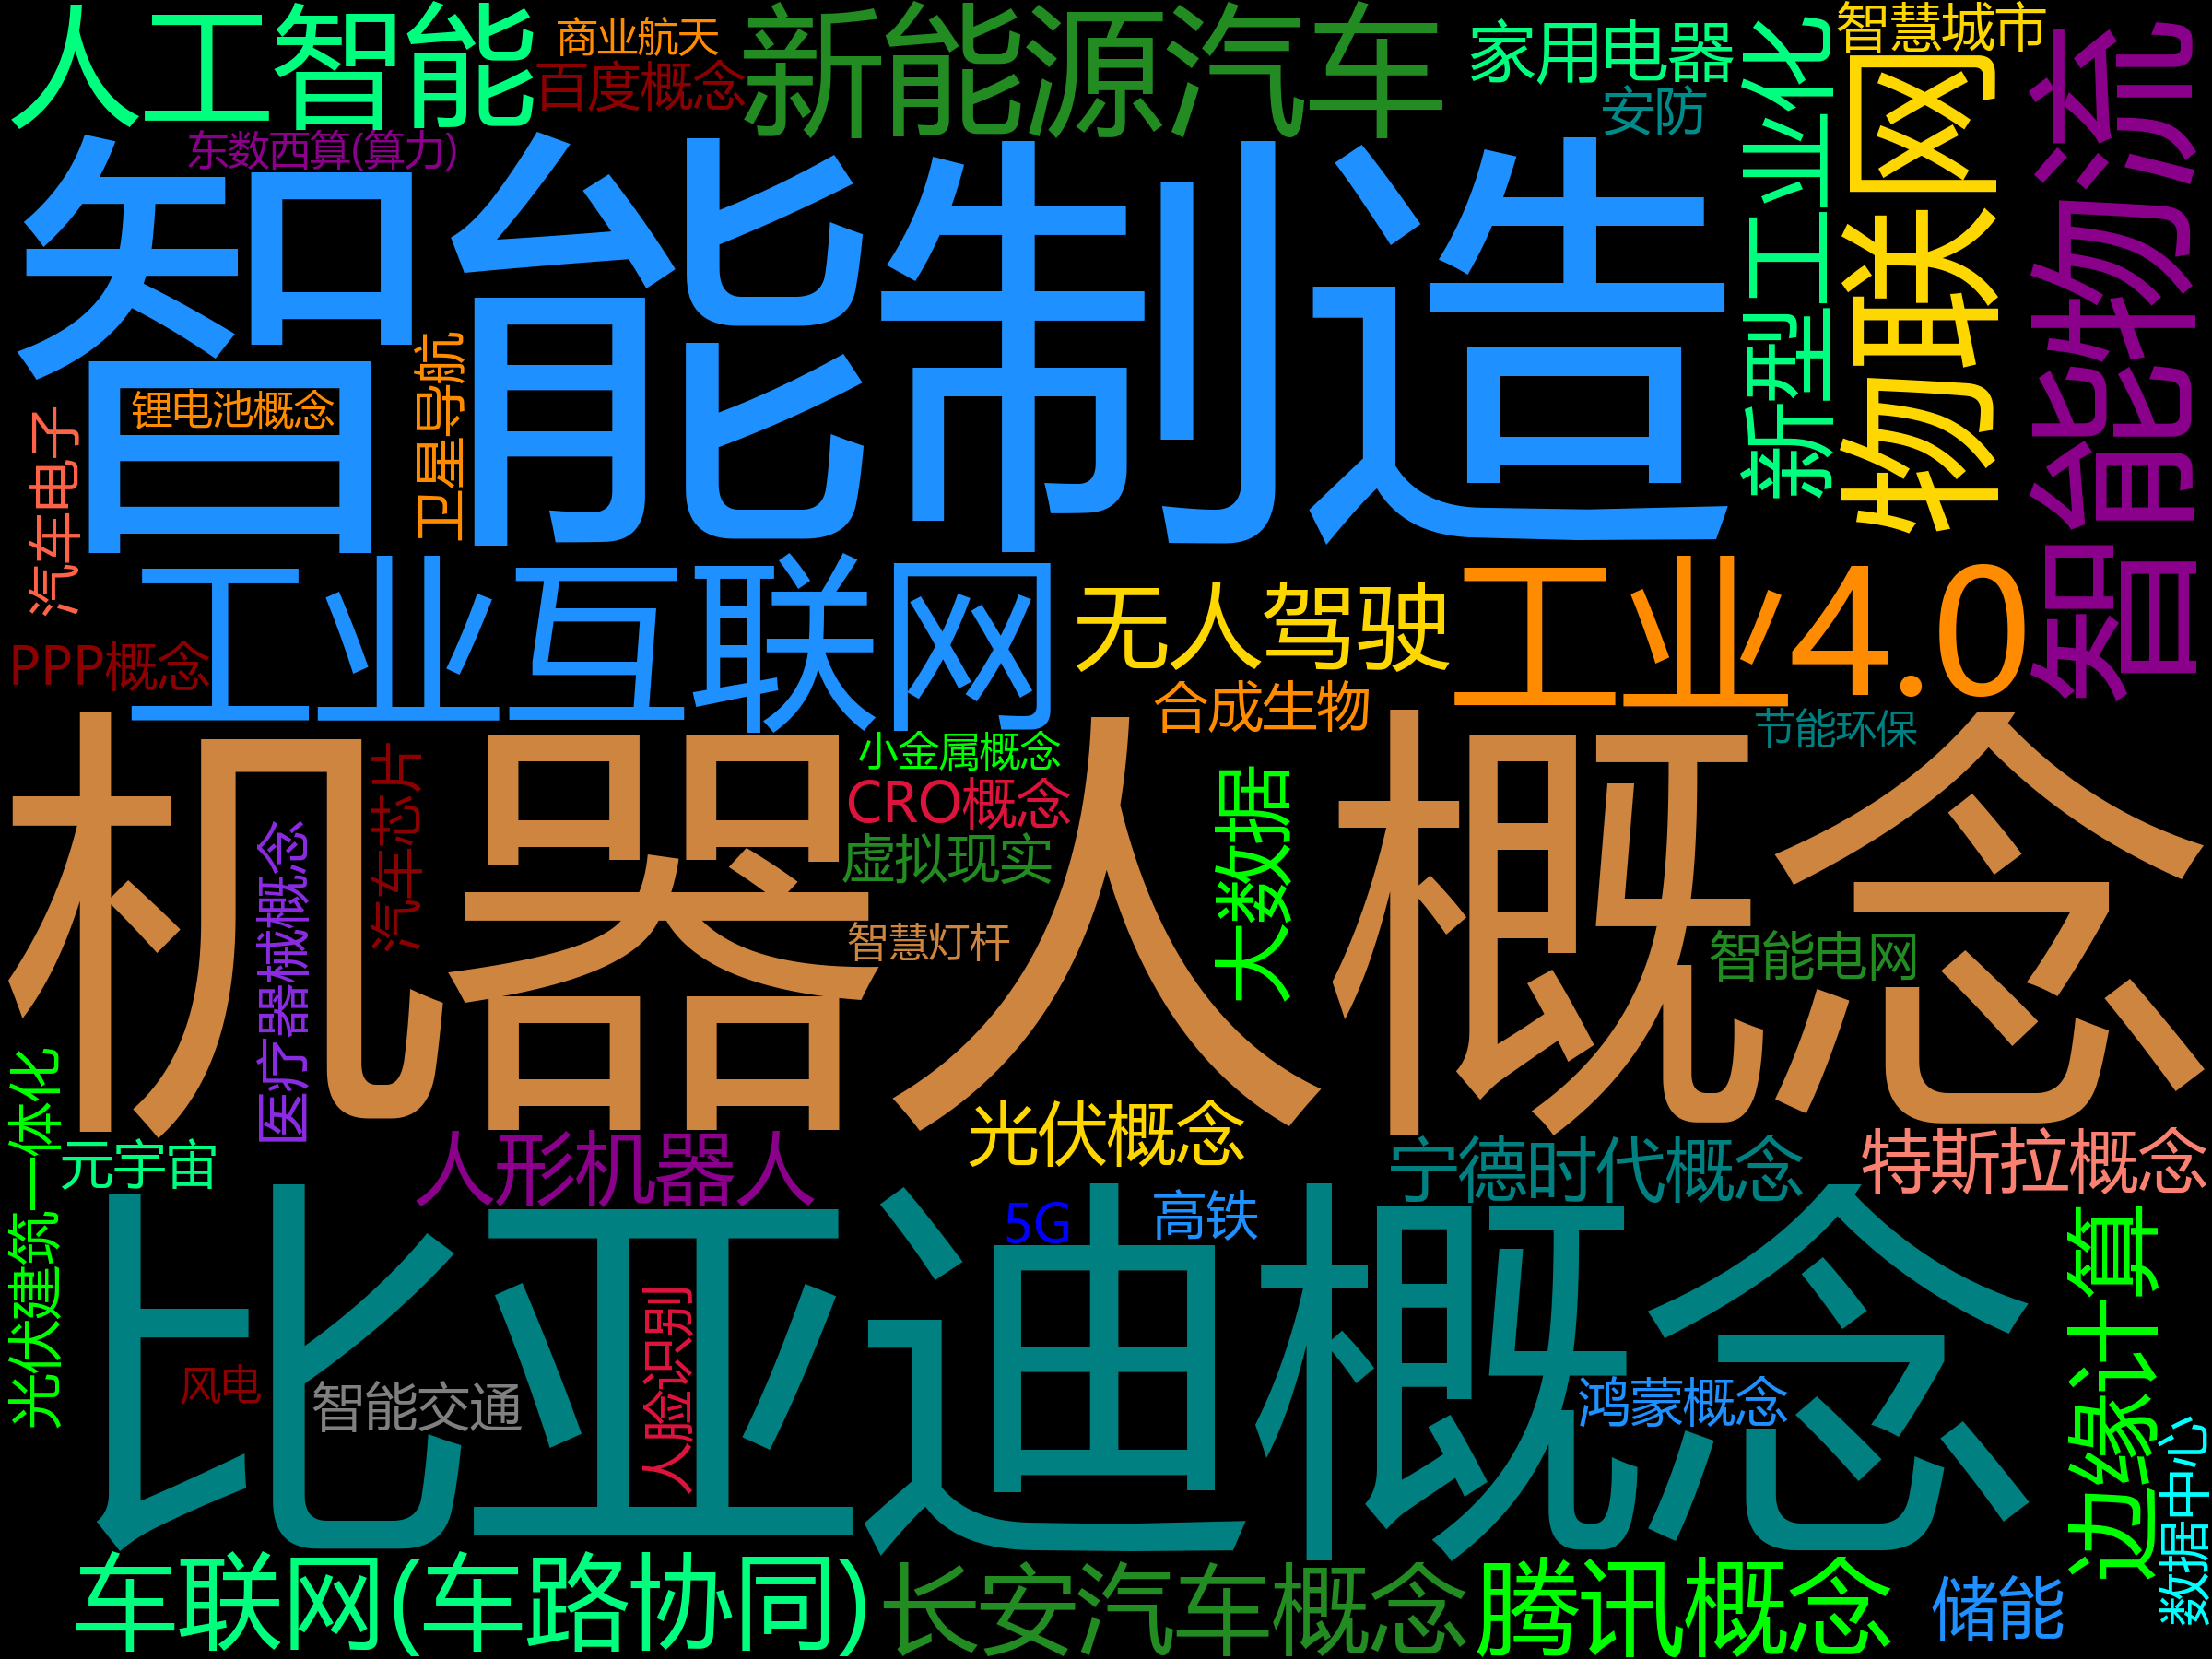 人工智能
商业航天
百度概念
新能源汽车
家用电器
安防
智慧城市
东数西算(算力)
智能制造
新型工业化
物联网
智能物流
锂电池概念
卫星导航
汽车电子
工业互联网
无人驾驶
工业4.0
PPP概念
合成生物
节能环保
机器人概念
小金属概念
CRO概念
虚拟现实
智慧灯杆
大数据
智能电网
汽车芯片
医疗器械概念
光伏建筑一体化
元宇宙
人形机器人
光伏概念
宁德时代概念
特斯拉概念
5G
高铁
比亚迪概念
人脸识别
风电
智能交通
鸿蒙概念
边缘计算
数据中心
车联网(车路协同)
长安汽车概念
腾讯概念
储能